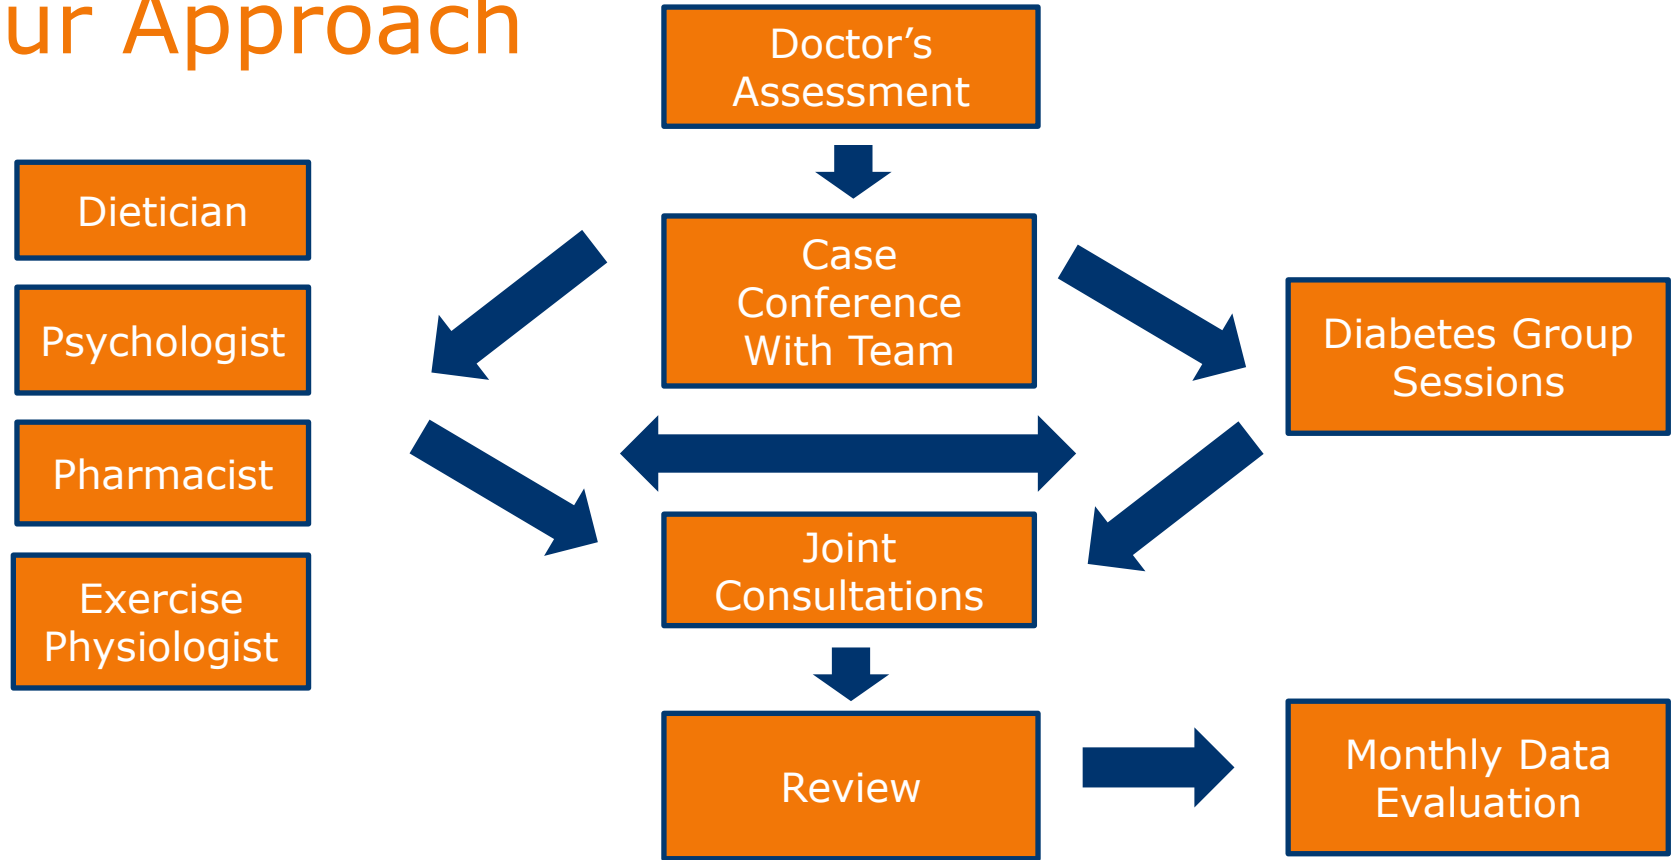 ur Approach
Doctor’s
Assessment
Dietician
Psychologist
Pharmacist
Exercise
Physiologist
Case
Conference
With Team
Diabetes Group
Sessions
Joint
Consultations
Review
Monthly Data
Evaluation